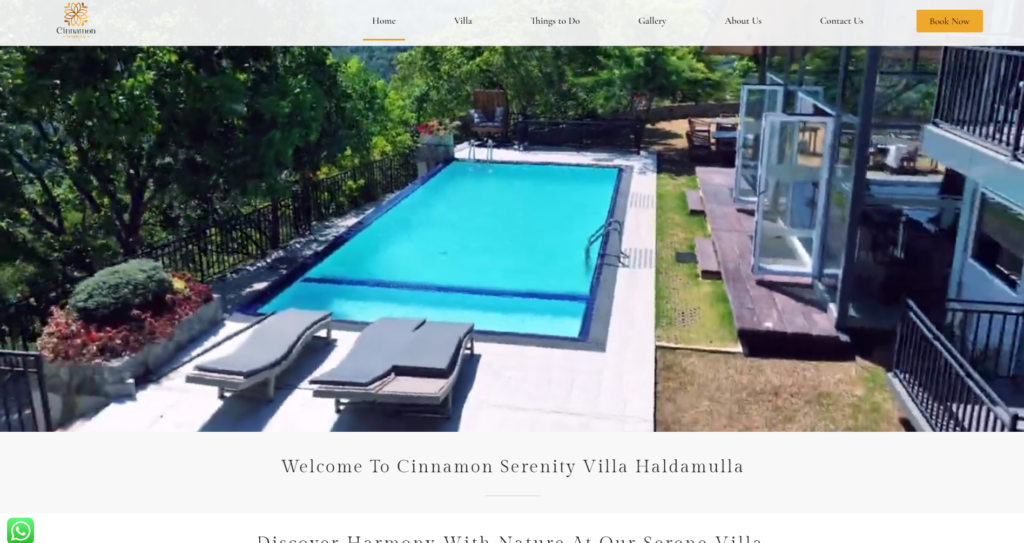 Cinnamon
Home
Villa
Things to Do
Gallery
About Us
Contact Us
Book Now
Welcome To Cinnamon Serenity Villa Haldamulla
Discover Harmony With Nature At Our Serene Villa